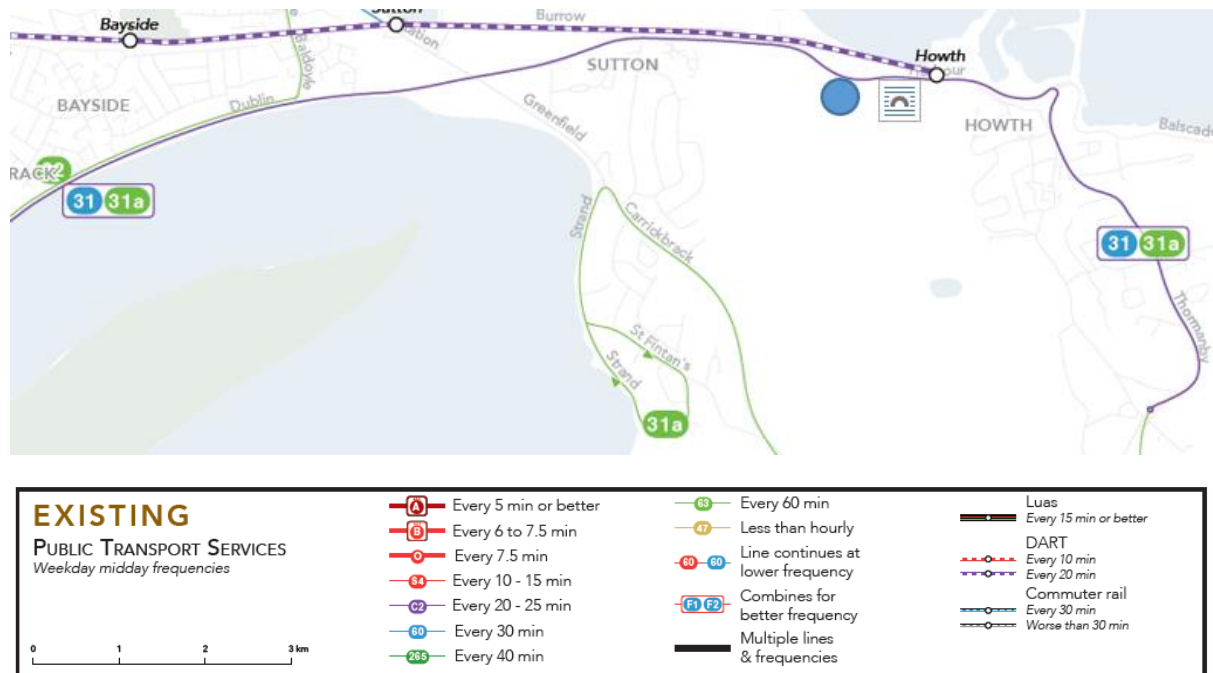 Bayside
Sutton
Burrow
Station
Howth
Harbour
Baldoyle
SUTTON
BAYSIDE
Dublin
Greenfield
HOWTH
Balscadd
RACK
31 31a
Strand
Carrickbrack
31 31a
Thormanby
St Fintan's
Strand
31a
EXISTING
PUBLIC TRANSPORT SERVICES
Weekday midday frequencies
0 1 2 3 km
A Every 5 min or better
B Every 6 to 7.5 min
O Every 7.5 min
S4 Every 10 - 15 min
C2 Every 20 - 25 min
60 Every 30 min
265 Every 40 min
63 Every 60 min
47 Less than hourly
60 60 Line continues at
lower frequency
F1 F2 Combines for
better frequency
Multiple lines
& frequencies
Luas
Every 15 min or better
DART
Every 10 min
Every 20 min
Commuter rail
Every 30 min
Worse than 30 min